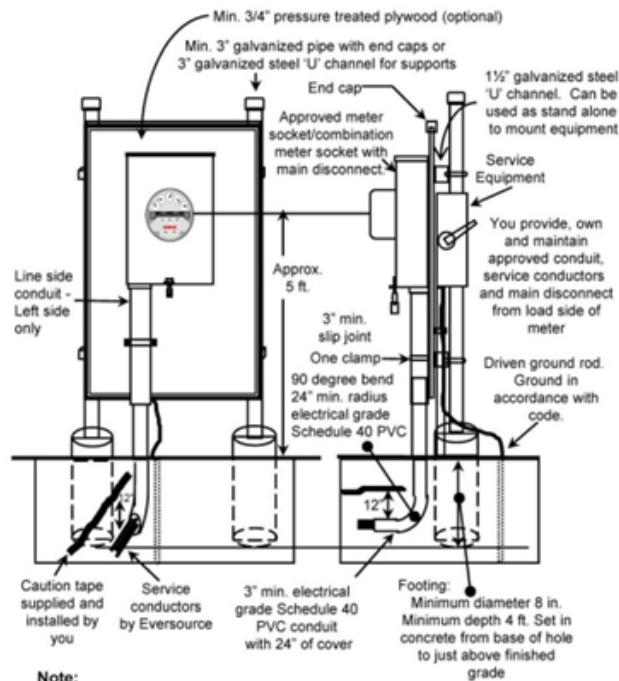 Min. 3/4" pressure treated plywood (optional)
Min. 3" galvanized pipe with end caps or
3" galvanized steel 'U' channel for supports
End cap
1½" galvanized steel
'U' channel. Can be
used as stand alone
to mount equipment
Approved meter
socket/combination
meter socket with
main disconnect.
Service
Equipment
You provide, own
and maintain
approved conduit,
service conductors
and main disconnect
from load side of
meter
Line side
conduit -
Left side
only
Approx.
5 ft.
3" min.
slip joint
One clamp
90 degree bend
24" min. radius
electrical grade
Schedule 40 PVC
Driven ground rod.
Ground in
accordance with
code.
12"
12"
Caution tape
supplied and
installed by
you
Service
conductors
by Eversource
3" min. electrical
grade Schedule 40
PVC conduit
with 24" of cover
Footing:
Minimum diameter 8 in.
Minimum depth 4 ft. Set in
concrete from base of hole
to just above finished
grade
Note: